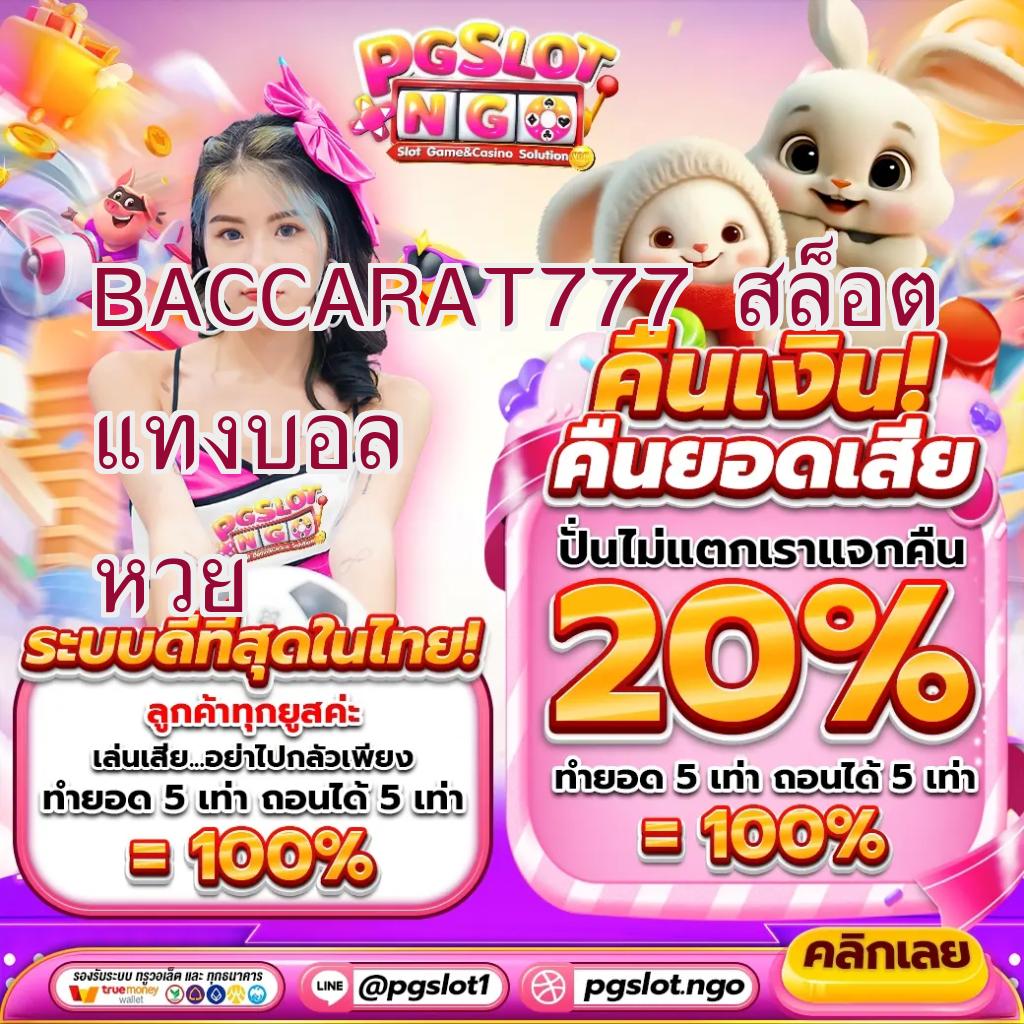 PGSLOT
NGO
Slot Game&Casino Solution
BACCARAT777 สล็อต
แทงบอล
หวย
คืนเงิน!
คืนยอดเสีย
ปั่นไม่แตกเราแจกคืน
20%
ทำยอด 5 เท่า ถอนได้ 5 เท่า
= 100%
PGSLOT
NGO
ระบบดีที่สุดในไทย!
ลูกค้าทุกยูสค่ะ
เล่นเสีย...อย่าไปกลัวเพียง
ทำยอด 5 เท่า ถอนได้ 5 เท่า
= 100%
คลิกเลย
รองรับระบบ ทรูวอเล็ต และ ทุกธนาคาร
truemoney
wallet
LINE @pgslot1
pgslot.ngo